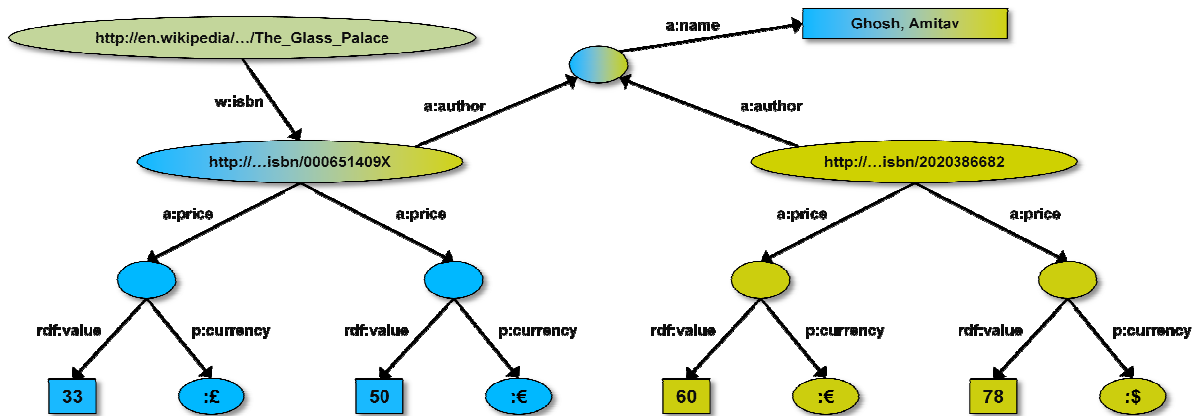 http://en.wikipedia/…/The_Glass_Palace
a:name
Ghosh, Amitav
w:isbn
a:author
a:author
http://…isbn/000651409X
http://…isbn/2020386682
a:price
a:price
a:price
a:price
rdf:value
p:currency
rdf:value
p:currency
rdf:value
p:currency
rdf:value
p:currency
33
:£
50
:€
60
:€
78
:$